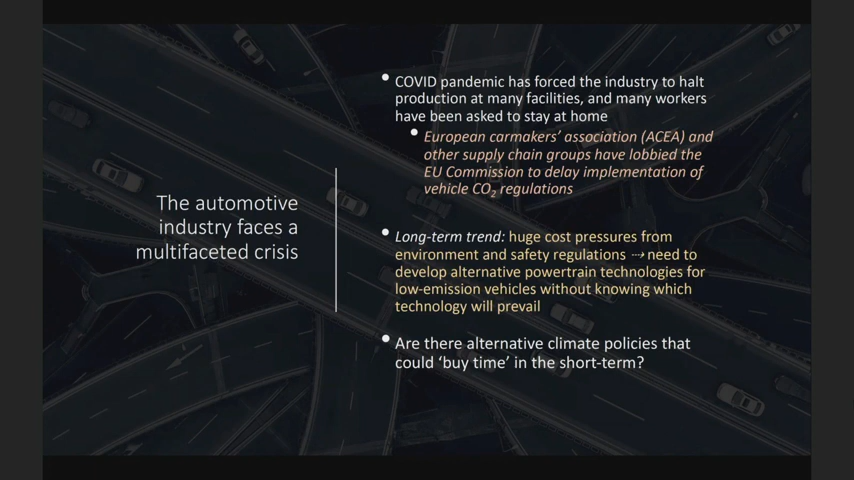 The automotive
industry faces a
multifaceted crisis
• COVID pandemic has forced the industry to halt
production at many facilities, and many workers
have been asked to stay at home
• European carmakers’ association (ACEA) and
other supply chain groups have lobbied the
EU Commission to delay implementation of
vehicle CO₂ regulations
• Long-term trend: huge cost pressures from
environment and safety regulations ⇢ need to
develop alternative powertrain technologies for
low-emission vehicles without knowing which
technology will prevail
• Are there alternative climate policies that
could ‘buy time’ in the short-term?